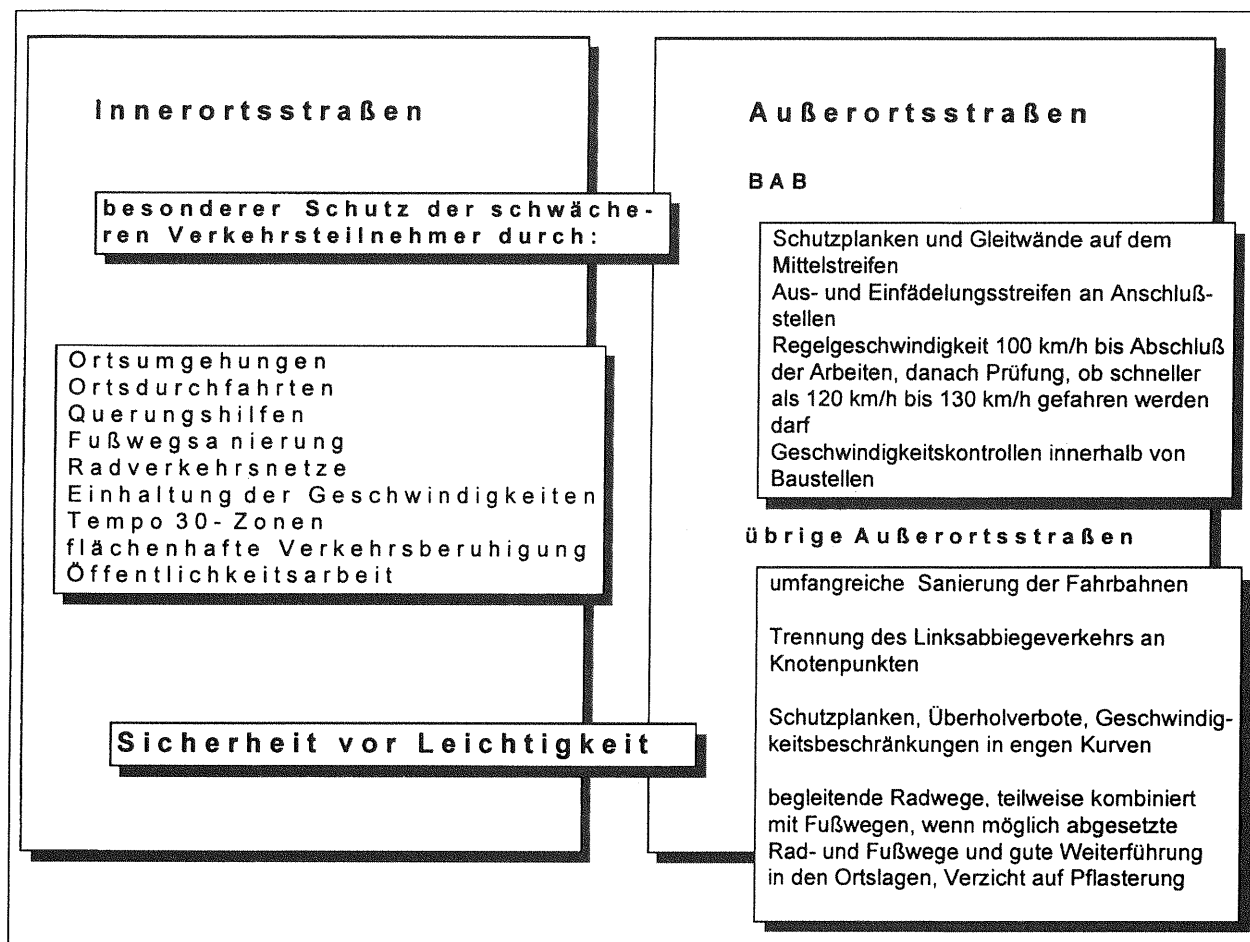 Innerortsstraßen
besonderer Schutz der schwäche-
ren Verkehrsteilnehmer durch:
Ortsumgehungen
Ortsdurchfahrten
Querungshilfen
Fußwegsanierung
Radverkehrsnetze
Einhaltung der Geschwindigkeiten
Tempo 30- Zonen
flächenhafte Verkehrsberuhigung
Öffentlichkeitsarbeit
Sicherheit vor Leichtigkeit
Außerortsstraßen
BAB
Schutzplanken und Gleitwände auf dem
Mittelstreifen
Aus- und Einfädelungsstreifen an Anschluß-
stellen
Regelgeschwindigkeit 100 km/h bis Abschluß
der Arbeiten, danach Prüfung, ob schneller
als 120 km/h bis 130 km/h gefahren werden
darf
Geschwindigkeitskontrollen innerhalb von
Baustellen
übrige Außerortsstraßen
umfangreiche Sanierung der Fahrbahnen
Trennung des Linksabbiegeverkehrs an
Knotenpunkten
Schutzplanken, Überholverbote, Geschwindig-
keitsbeschränkungen in engen Kurven
begleitende Radwege, teilweise kombiniert
mit Fußwegen, wenn möglich abgesetzte
Rad- und Fußwege und gute Weiterführung
in den Ortslagen, Verzicht auf Pflasterung